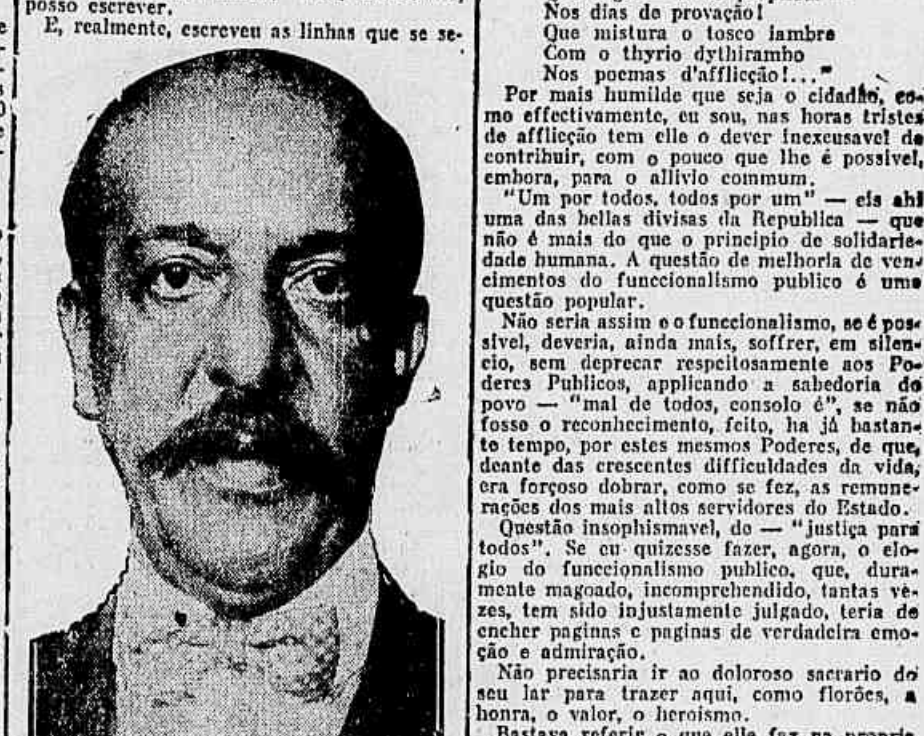 posso escrever.
E, realmente, escreveu as linhas que se se-
Nos dias de provação!
Que mistura o tosco iambro
Com o thyrio dythirambo
Nos poemas d'afflicção!..."
Por mais humilde que seja o cidadão, co-
mo effectivamente, eu sou, nas horas tristes
de afflicção tem elle o dever inexcusavel de
contribuir, com o pouco que lhe é possivel,
embora, para o allivio commum.
"Um por todos, todos por um" — eis ahi
uma das bellas divisas da Republica — que
não é mais do que o principio de solidarie-
dade humana. A questão de melhoria de ven-
cimentos do funccionalismo publico é uma
questão popular.
Não seria assim e o funccionalismo, se é pos-
sivel, deveria, ainda mais, soffrer, em silen-
cio, sem deprecar respeitosamente aos Po-
deres Publicos, applicando a sabedoria do
povo — "mal de todos, consolo é", se não
fosse o reconhecimento, feito, ha já bastan-
te tempo, por estes mesmos Poderes, de que,
deante das crescentes difficuldades da vida,
era forçoso dobrar, como se fez, as remune-
rações dos mais altos servidores do Estado.
Questão insophismavel, de — "justiça para
todos". Se eu quizesse fazer, agora, o elo-
gio do funccionalismo publico, que, dura-
mente magoado, incomprehendido, tantas ve-
zes, tem sido injustamente julgado, teria de
encher paginas e paginas de verdadeira emo-
ção e admiração.
Não precisaria ir ao doloroso sacrario do
seu lar para trazer aqui, como florões, a
honra, o valor, o heroismo.
Bastava referir o que elle faz na propria